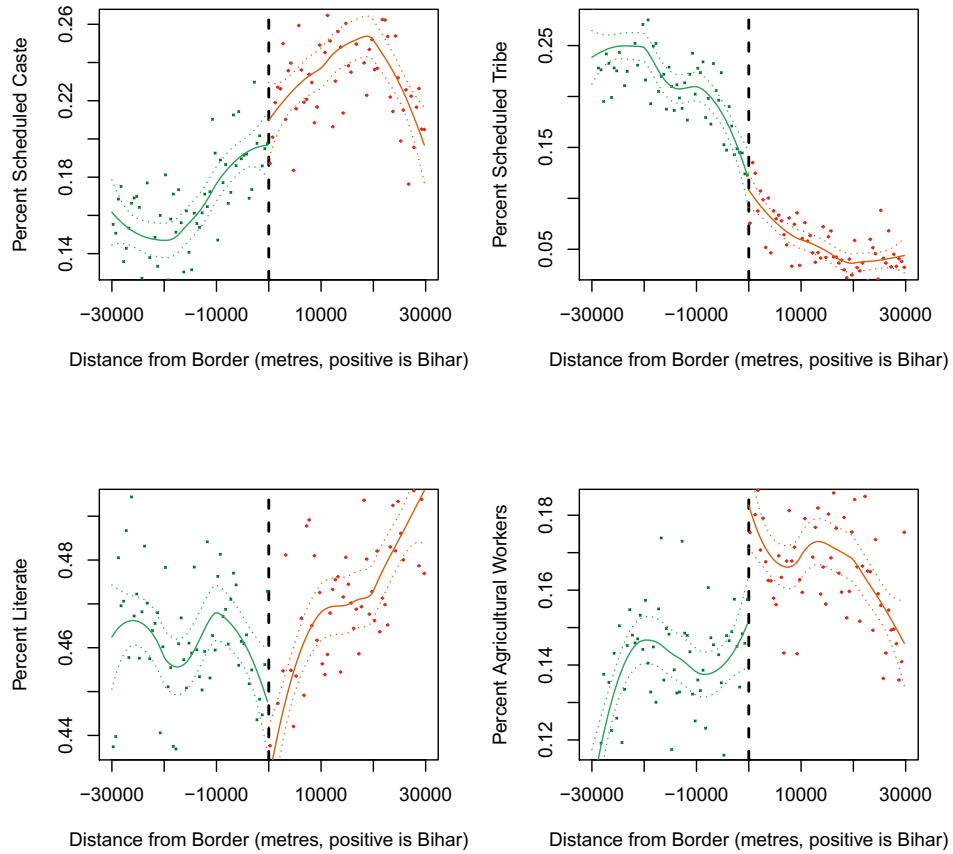 Percent Scheduled Caste
0.14 0.18 0.22 0.26
−30000 −10000 10000 30000
Distance from Border (metres, positive is Bihar)
Percent Scheduled Tribe
0.05 0.15 0.25
−30000 −10000 10000 30000
Distance from Border (metres, positive is Bihar)
Percent Literate
0.44 0.46 0.48
−30000 −10000 10000 30000
Distance from Border (metres, positive is Bihar)
Percent Agricultural Workers
0.12 0.14 0.16 0.18
−30000 −10000 10000 30000
Distance from Border (metres, positive is Bihar)